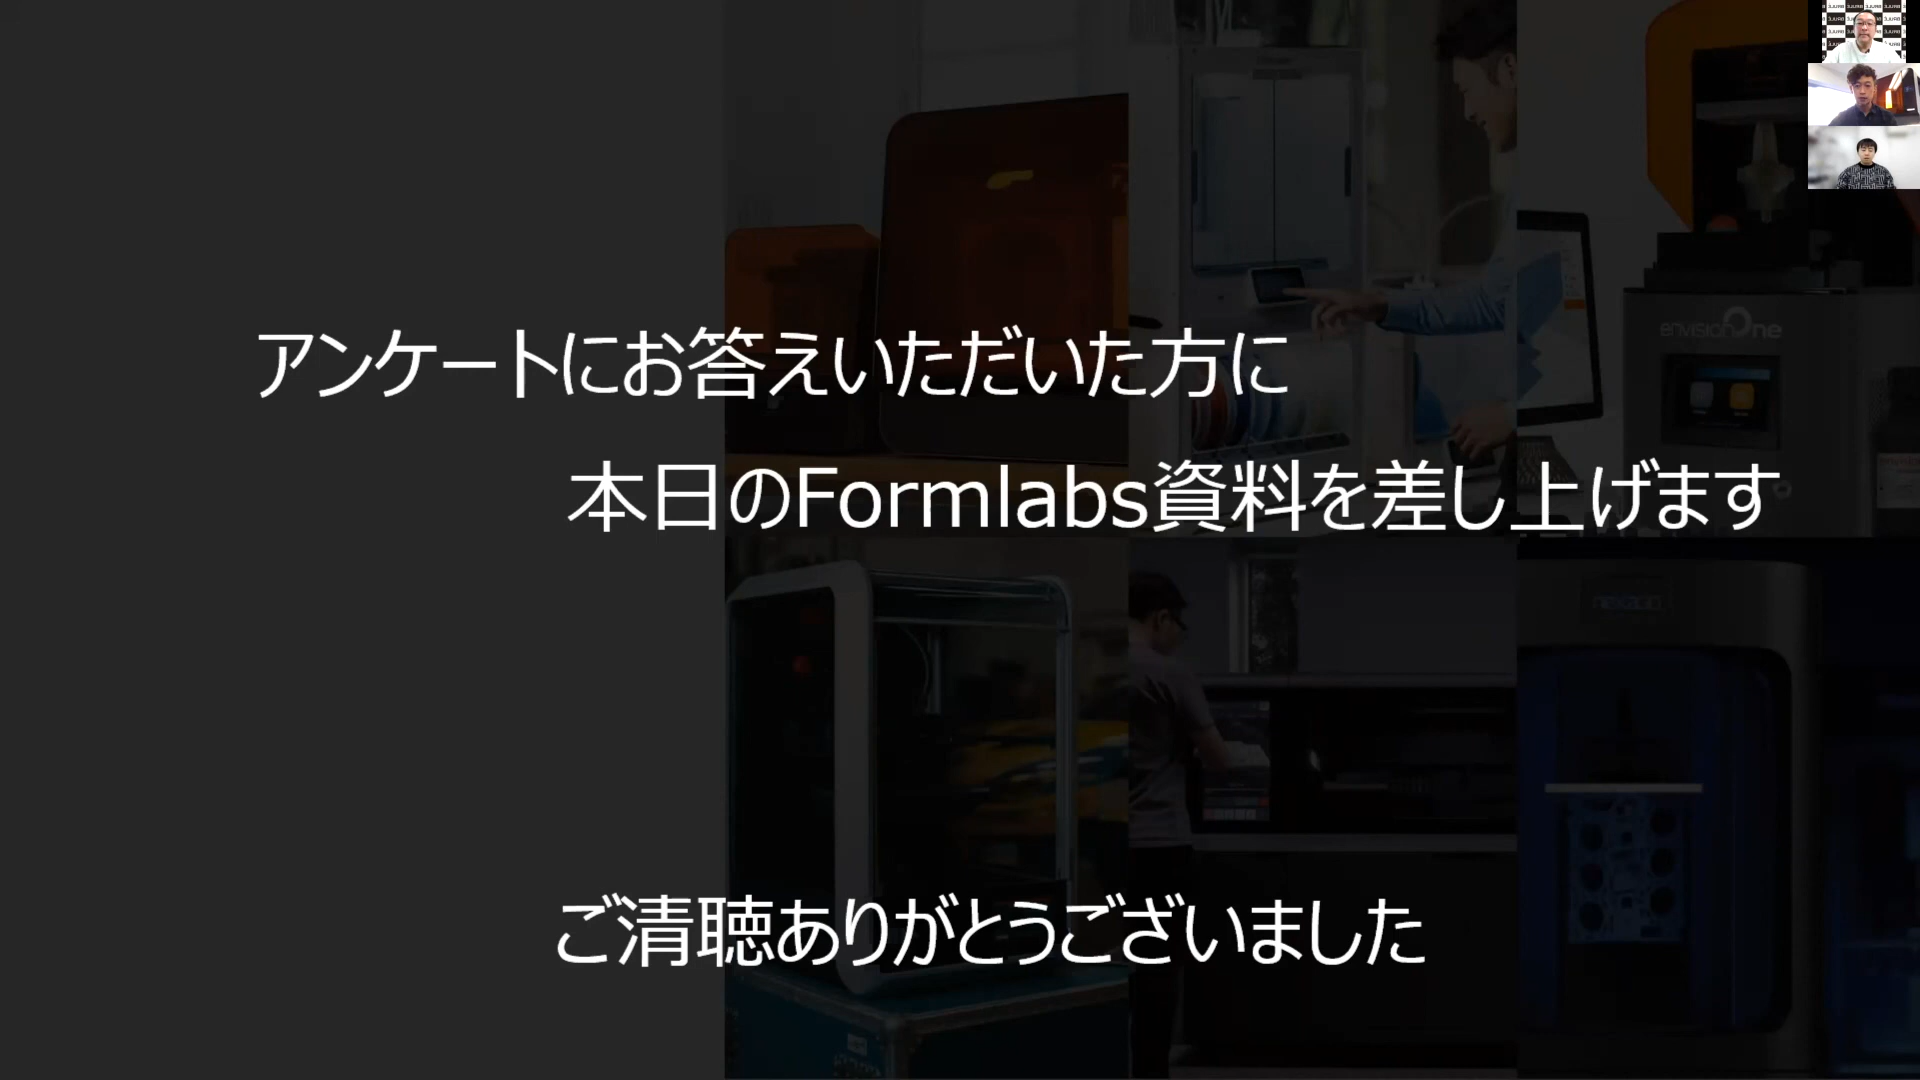 アンケートにお答えいただいた方に
本日のFormlabs資料を差し上げます
ご清聴ありがとうございました
envisionOne